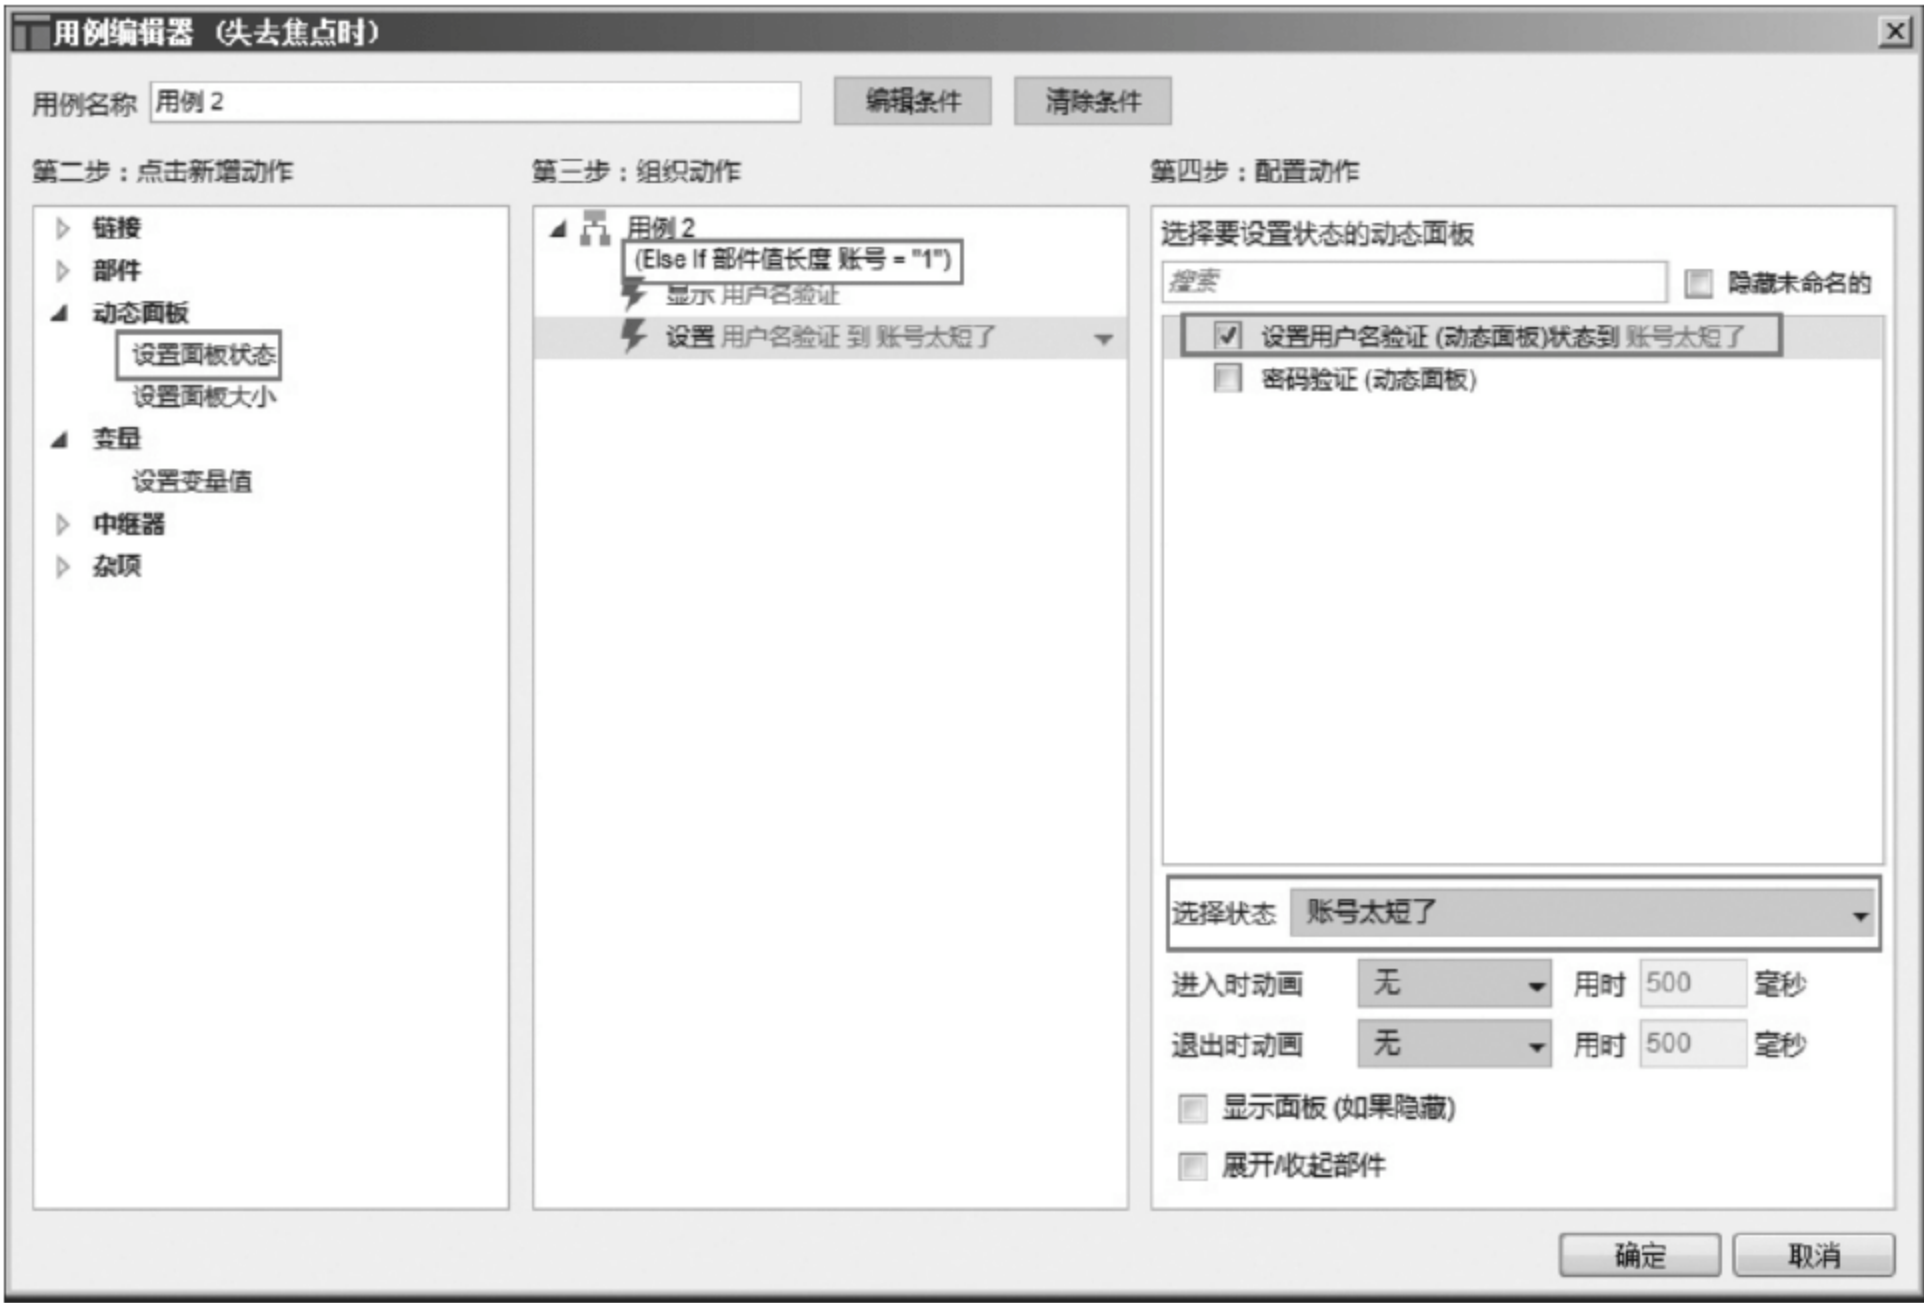 用例编辑器 (失去焦点时)
用例名称 用例 2 编辑条件 清除条件
第二步：点击新增动作
链接
部件
动态面板
设置面板状态
设置面板大小
变量
设置变量值
中继器
杂项
第三步：组织动作
用例 2
(Else If 部件值长度 账号 = "1")
显示 用户名验证
设置 用户名验证 到 账号太短了
第四步：配置动作
选择要设置状态的动态面板
搜索 隐藏未命名的
设置用户名验证 (动态面板)状态到 账号太短了
密码验证 (动态面板)
选择状态 账号太短了
进入时动画 无 用时 500 毫秒
退出时动画 无 用时 500 毫秒
显示面板 (如果隐藏)
展开/收起部件
确定 取消